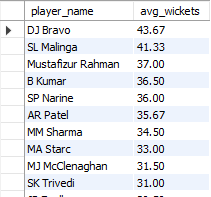 player_name avg_wickets
DJ Bravo 43.67
SL Malinga 41.33
Mustafizur Rahman 37.00
B Kumar 36.50
SP Narine 36.00
AR Patel 35.67
MM Sharma 34.50
MA Starc 33.00
MJ McClenaghan 31.50
SK Trivedi 31.00